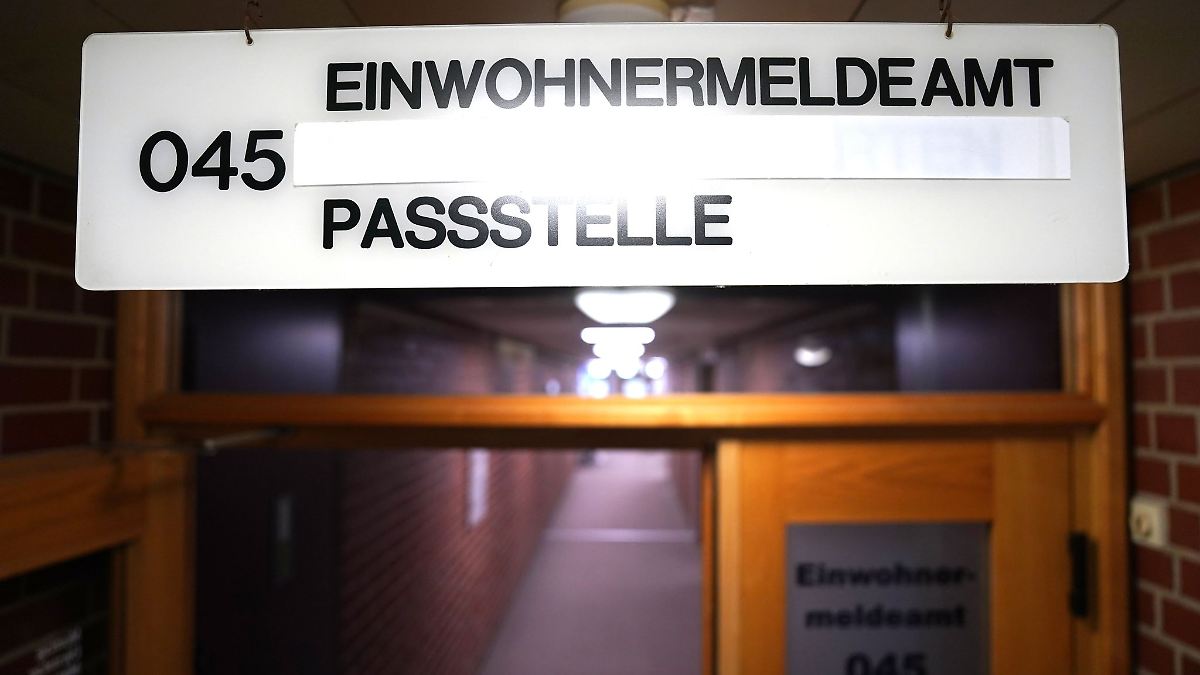 EINWOHNERMELDEAMT
045
PASSSTELLE
Einwohner-
meldeamt
045